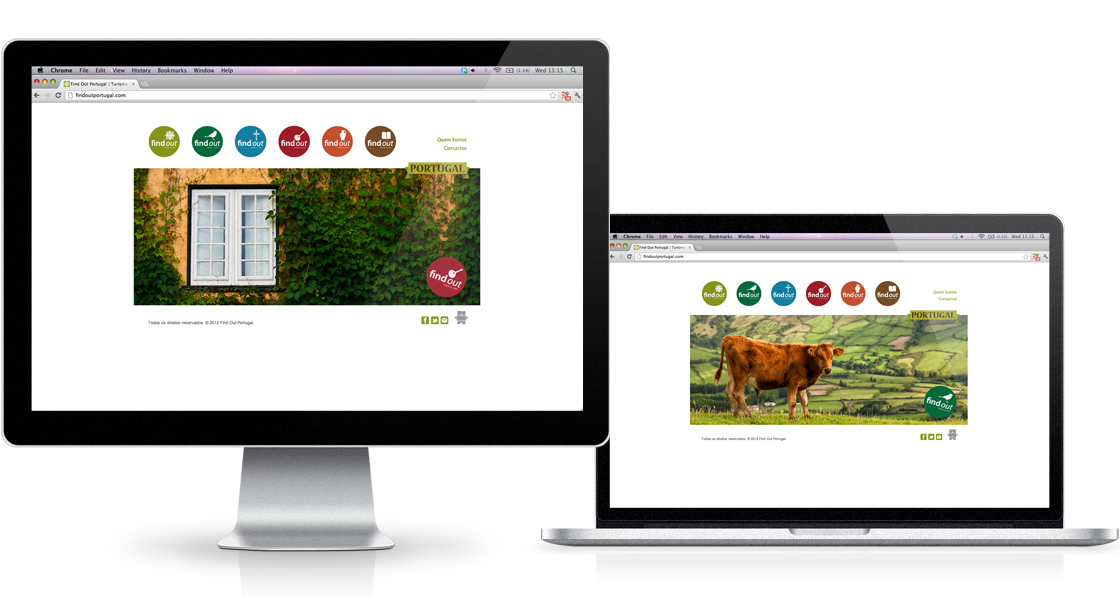 Chrome File Edit View History Bookmarks Window Help (1:14) Wed 11:15
Find Out Portugal | Turismo
findoutportugal.com
find out find out find out find out find out find out
Quem Somos
Contactos
PORTUGAL
find out
Todos os direitos reservados. © 2012 Find Out Portugal.
Chrome File Edit View History Bookmarks Window Help Wed 11:13
Find Out Portugal | Turismo
findoutportugal.com
find out find out find out find out find out find out
Quem Somos
Contactos
PORTUGAL
find out
Todos os direitos reservados. © 2012 Find Out Portugal.